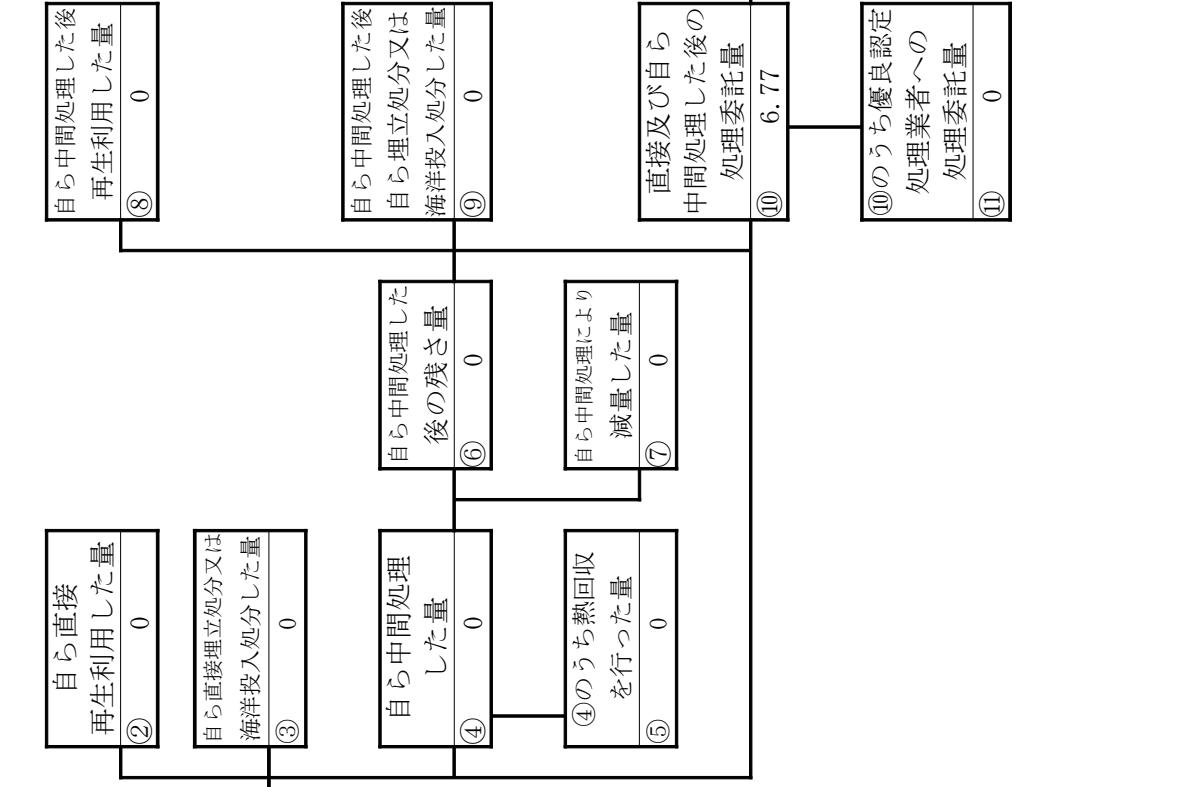 自ら直接
再生利用した量
②
0
自ら直接埋立処分又は
海洋投入処分した量
③
0
自ら中間処理
した量
④
0
④のうち熱回収
を行った量
⑤
0
自ら中間処理した
後の残さ量
⑥
0
自ら中間処理により
減量した量
⑦
0
自ら中間処理した後
再生利用した量
⑧
0
自ら中間処理した後
自ら埋立処分又は
海洋投入処分した量
⑨
0
直接及び自ら
中間処理した後の
処理委託量
⑩
6.77
⑩のうち優良認定
処理業者への
処理委託量
⑪
0